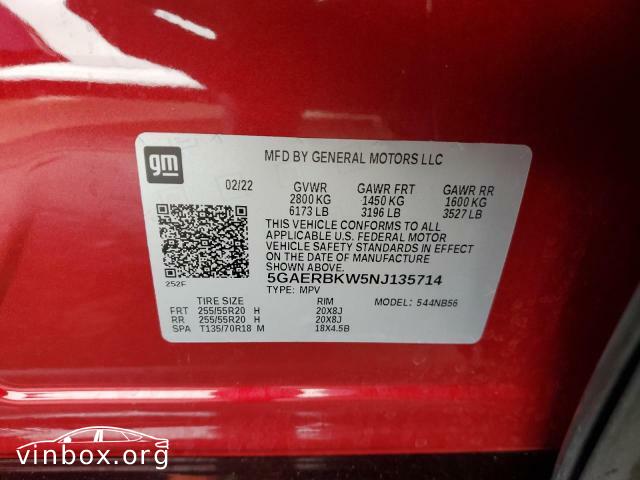 gm
MFD BY GENERAL MOTORS LLC
02/22 GVWR GAWR FRT GAWR RR
2800 KG 1450 KG 1600 KG
6173 LB 3196 LB 3527 LB
THIS VEHICLE CONFORMS TO ALL
APPLICABLE U.S. FEDERAL MOTOR
VEHICLE SAFETY STANDARDS IN EFFECT
ON THE DATE OF MANUFACTURE
SHOWN ABOVE.
252F 5GAERBKW5NJ135714
TYPE: MPV MODEL: 544NB56
TIRE SIZE RIM
FRT 255/55R20 H 20X8J
RR 255/55R20 H 20X8J
SPA T135/70R18 M 18X4.5B
vinbox.org